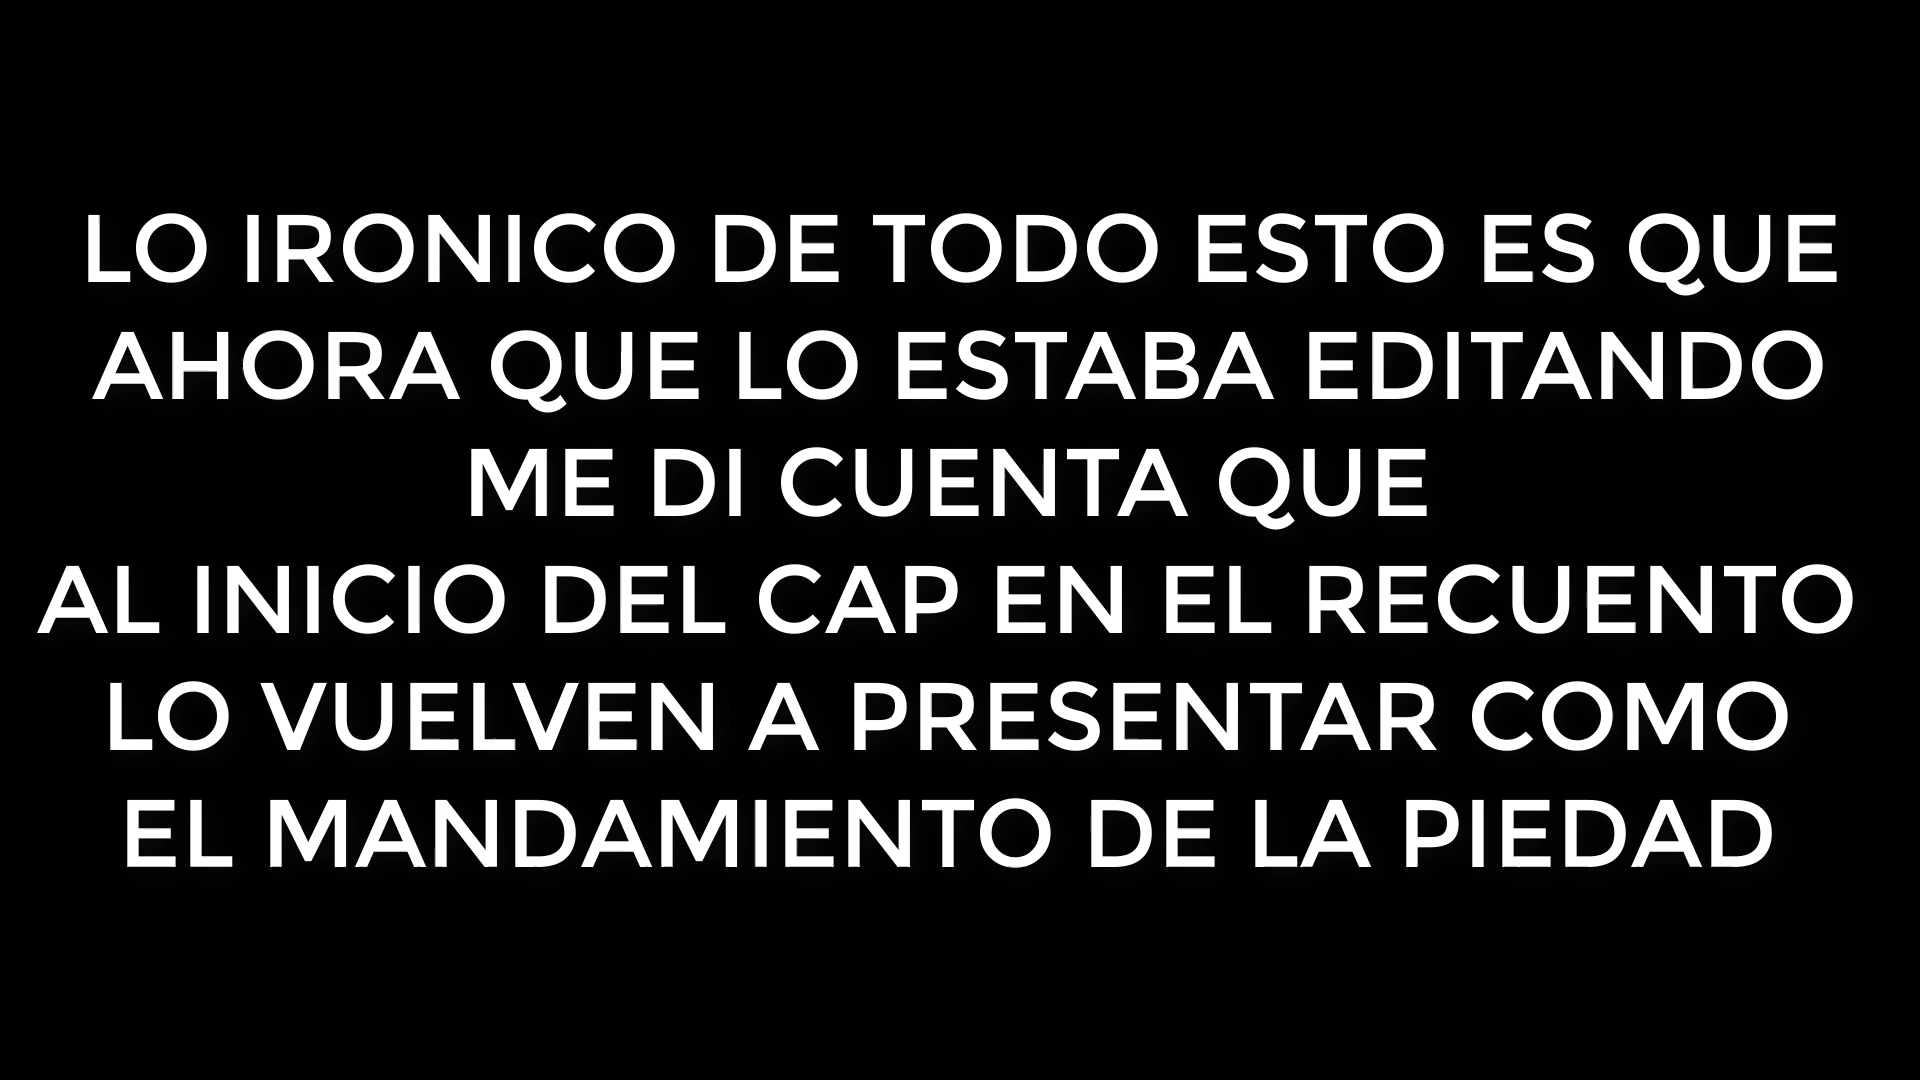 LO IRONICO DE TODO ESTO ES QUE
AHORA QUE LO ESTABA EDITANDO
ME DI CUENTA QUE
AL INICIO DEL CAP EN EL RECUENTO
LO VUELVEN A PRESENTAR COMO
EL MANDAMIENTO DE LA PIEDAD